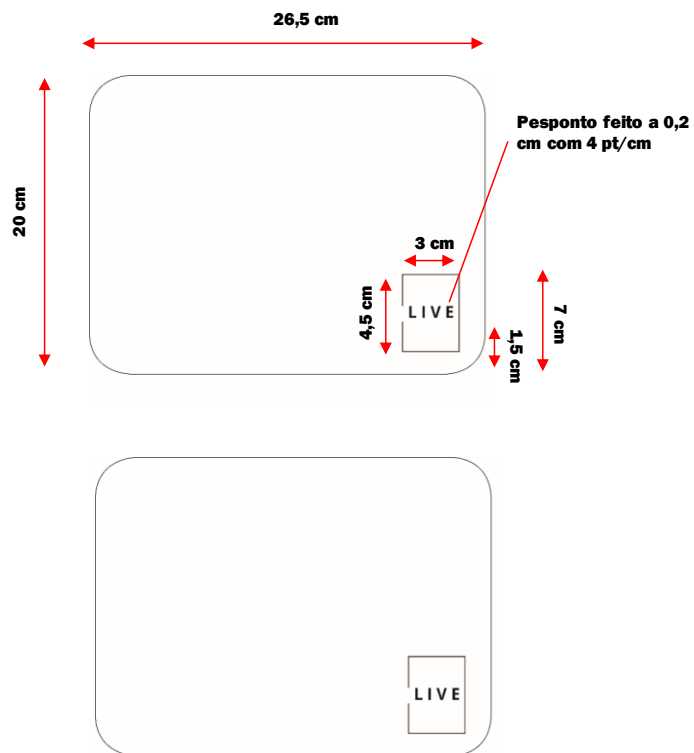 26,5 cm
Pesponto feito a 0,2
cm com 4 pt/cm
20 cm
3 cm
4,5 cm
LIVE
7 cm
1,5 cm
LIVE